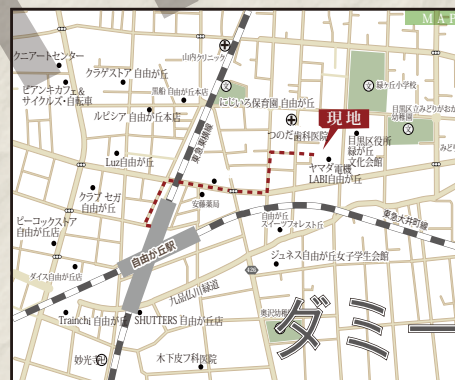 MAP
クニアートセンター
ビアンキカフェ&
サイクルズ・自転車
クラゲストア 自由が丘
黒船 自由が丘本店
ルピシア 自由が丘本店
山内クリニック
にじいろ保育園 自由が丘
緑ヶ丘小学校
目黒区立みどりがおか
幼稚園
みど
つのだ歯科医院
現地
目黒区役所
緑が丘
文化会館
ヤマダ電機
LABI自由が丘
東急東横線
Luz自由が丘
クラブ セガ
自由が丘
安藤薬局
ピーコックストア
自由が丘店
自由が丘
スイーツフォレスト丘
東急大井町線
自由が丘駅
ジュネス自由が丘女子学生会館
ダイス自由が丘店
九品仏川緑道
426
Trainchi 自由が丘
SHUTTERS 自由が丘店
奥沢幼稚
妙光寺
木下皮フ科医院
ダミー